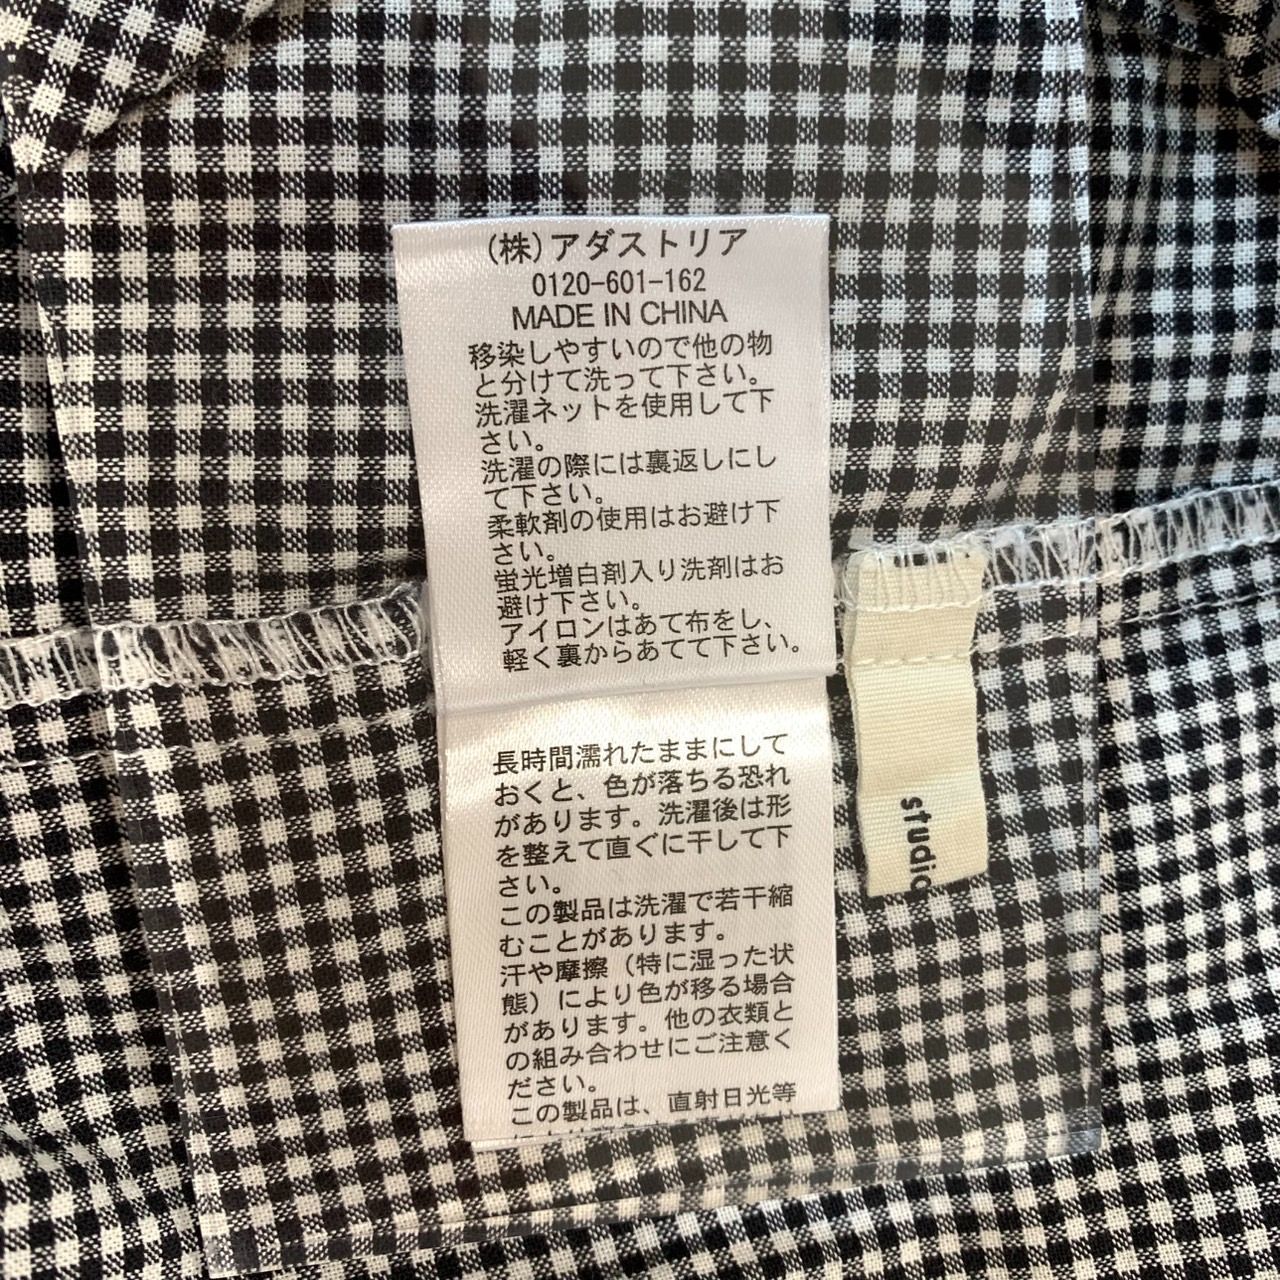 (株)アダストリア
0120-601-162
MADE IN CHINA
移染しやすいので他の物
と分けて洗って下さい。
洗濯ネットを使用して下
さい。
洗濯の際には裏返しにし
て下さい。
柔軟剤の使用はお避け下
さい。
蛍光増白剤入り洗剤はお
避け下さい。
アイロンはあて布をし、
軽く裏からあてて下さい。
長時間濡れたままにして
おくと、色が落ちる恐れ
があります。洗濯後は形
を整えて直ぐに干して下
さい。
この製品は洗濯で若干縮
むことがあります。
汗や摩擦（特に湿った状
態）により色が移る場合
があります。他の衣類と
の組み合わせにご注意く
ださい。
この製品は、直射日光等
studio